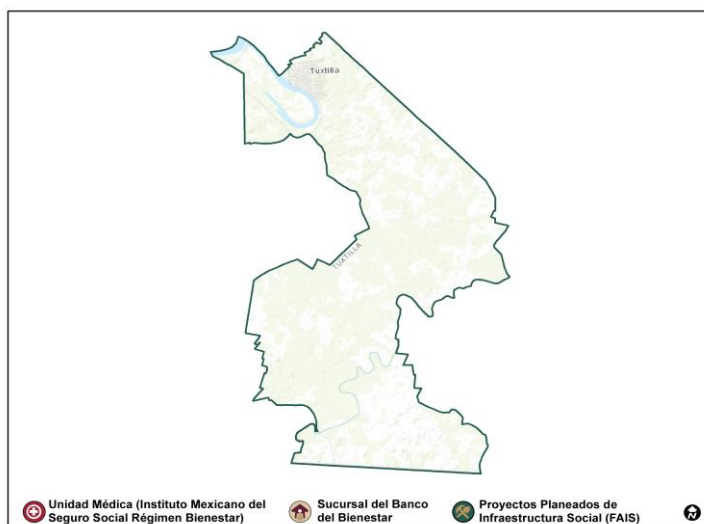 Tuxtilla
TUXTILLA
Unidad Médica (Instituto Mexicano del
Seguro Social Régimen Bienestar)
Sucursal del Banco
del Bienestar
Proyectos Planeados de
Infraestructura Social (FAIS)
N